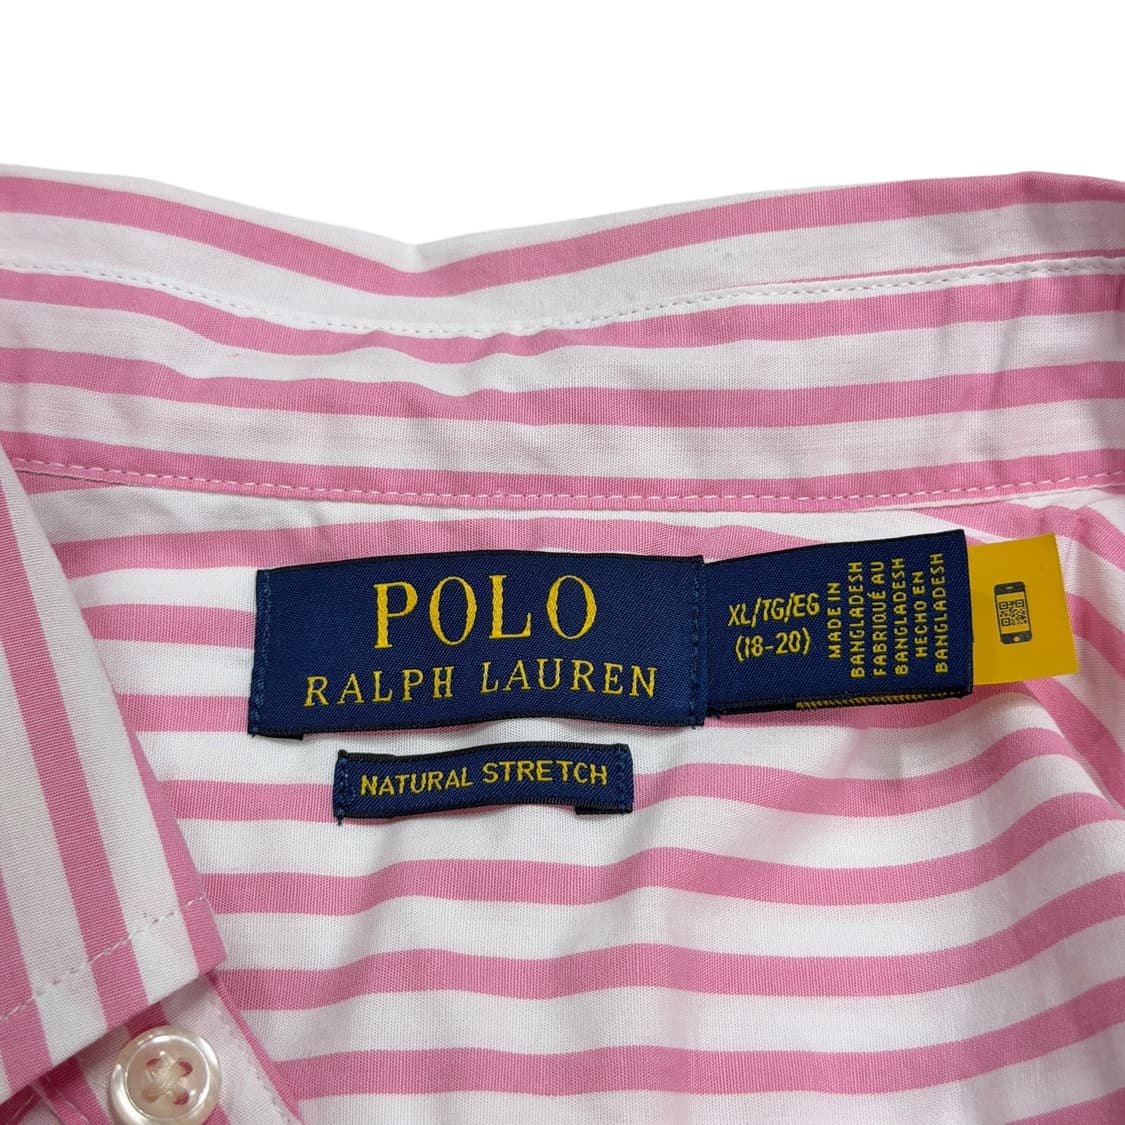 POLO
RALPH LAUREN
NATURAL STRETCH
XL/TG/EG
(18-20)
MADE IN
BANGLADESH
FABRIQUÉ AU
BANGLADESH
HECHO EN
BANGLADESH